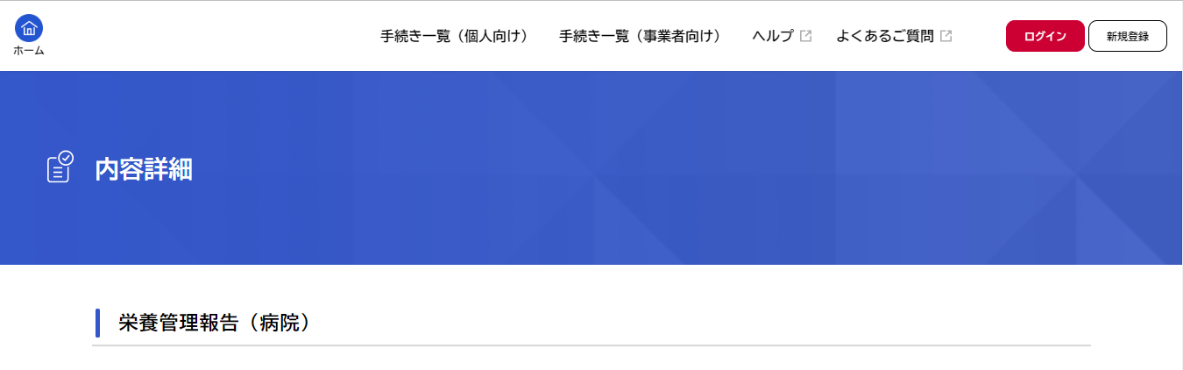 ホーム
手続き一覧（個人向け） 手続き一覧（事業者向け） ヘルプ よくあるご質問 ログイン 新規登録
内容詳細
栄養管理報告（病院）